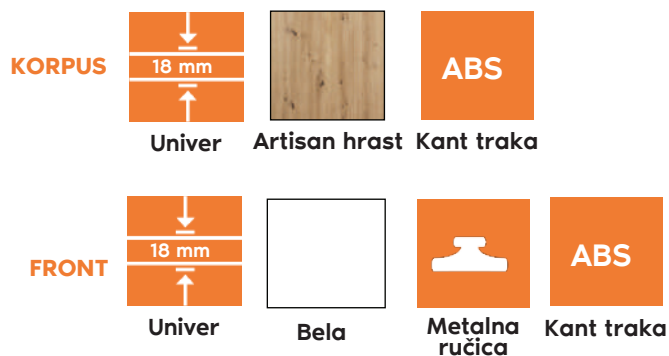 KORPUS
18 mm
ABS
Univer
Artisan hrast
Kant traka
FRONT
18 mm
ABS
Univer
Bela
Metalna
ručica
Kant traka